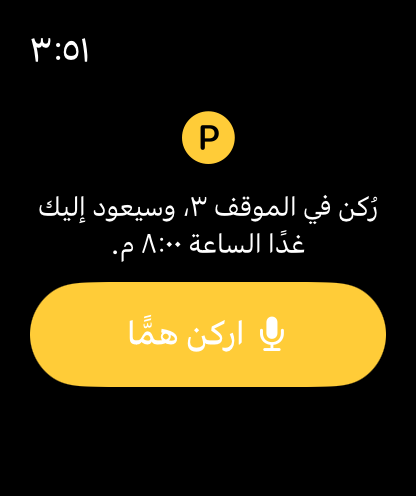 ٣:٥١
P
رُكن في الموقف ٣، وسيعود إليك
غدًا الساعة ٨:٠٠ م.
اركن همًّا